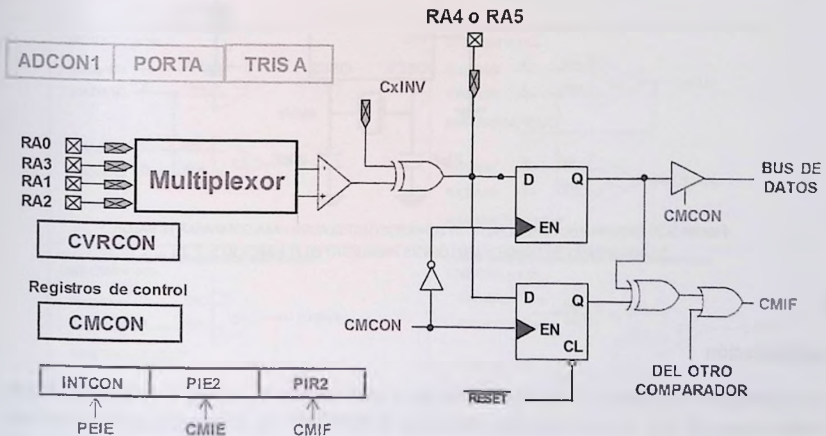 RA4 o RA5
ADCON1 PORTA TRISA
CxINV
RA0
RA3
RA1
RA2
Multiplexor
D Q
EN
BUS DE
DATOS
CMCON
CVRCON
Registros de control
CMCON
CMCON
D Q
EN
CL
CMIF
DEL OTRO
COMPARADOR
RESET
INTCON PIE2 PIR2
PEIE CMIE CMIF